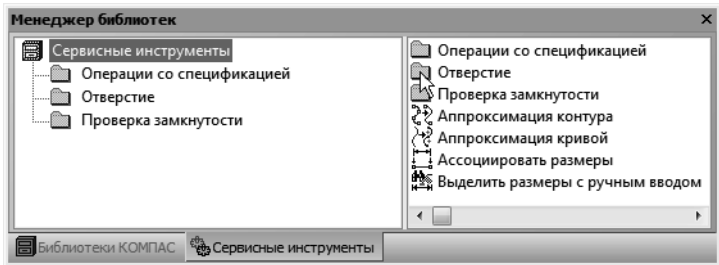 Менеджер библиотек
Сервисные инструменты
Операции со спецификацией
Отверстие
Проверка замкнутости
Операции со спецификацией
Отверстие
Проверка замкнутости
Аппроксимация контура
Аппроксимация кривой
Ассоциировать размеры
Выделить размеры с ручным вводом
Библиотеки КОМПАС Сервисные инструменты